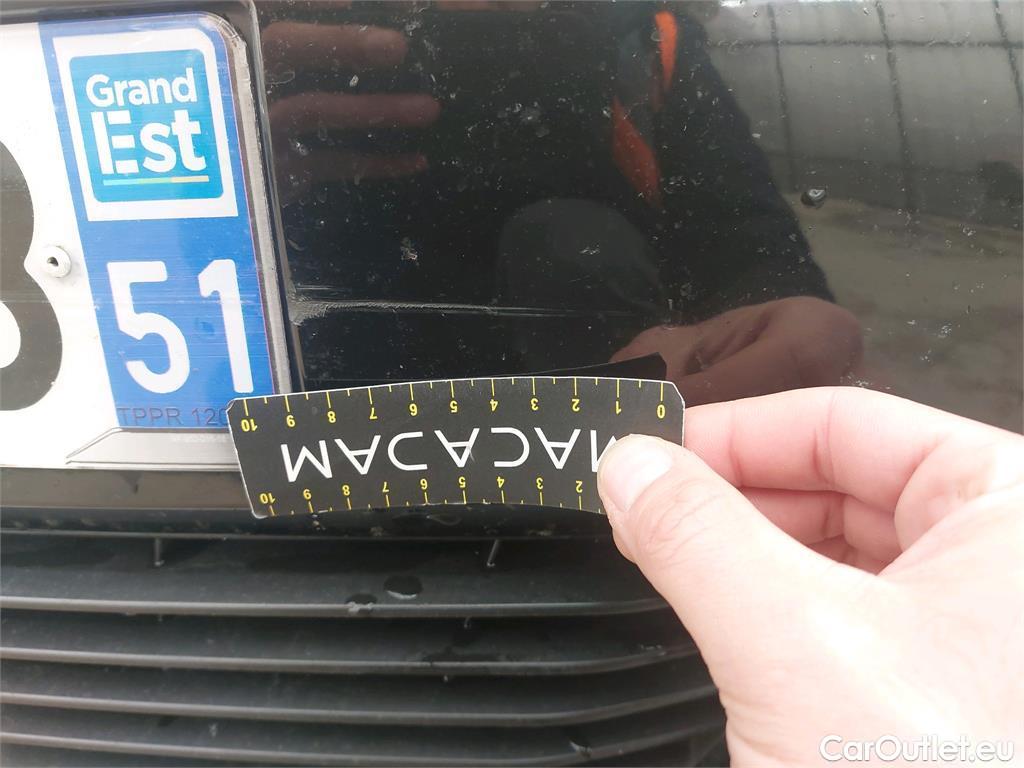 Grand
Est
51
TPPR 120
10 9 8 7 6 5 4 3 2 1 0
MACADAM
10 9 8 7 6 5 4 3 2
CarOutlet.eu